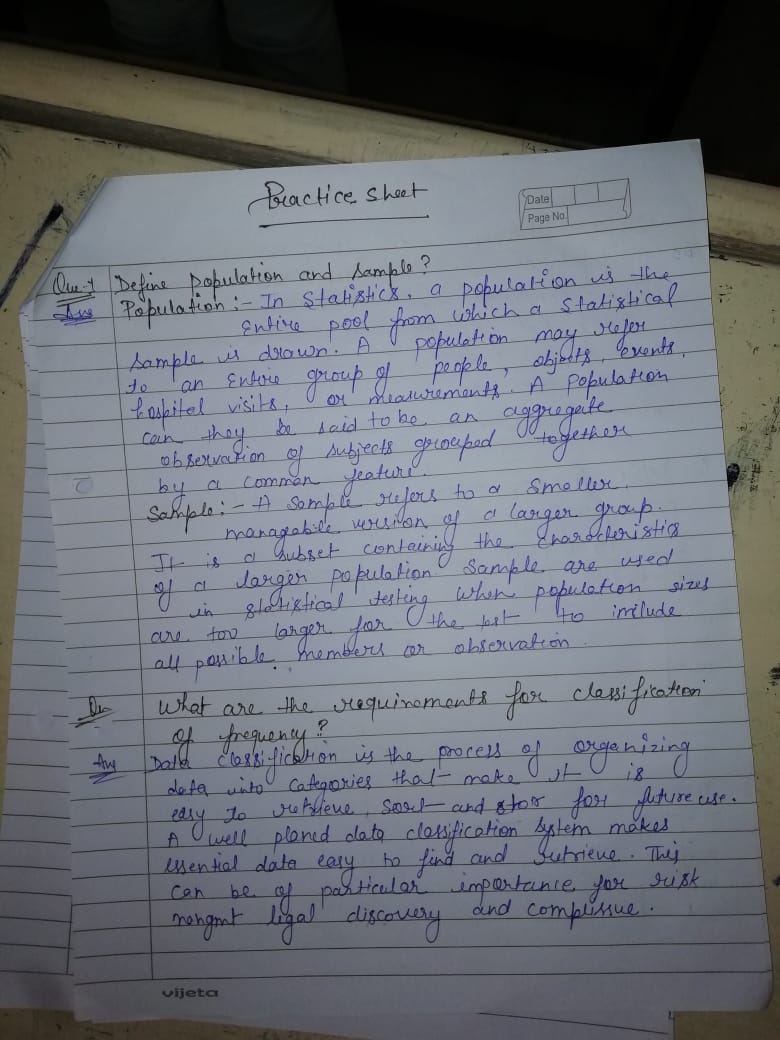 Practice Sheet
Date
Page No.
Que-1 Define Population and Sample?
Ans Population :- In Statistics, a population is the
Entire pool from which a Statistical
Sample is drawn. A population may refer
to an Entire group of people, objects, events,
hospital visits, or measurements. A Population
can they be said to be an aggregate
observation of subjects grouped together
by a common feature.
Sample :- A Sample refers to a Smaller.
managabile version of a larger group.
It is a subset containing the characteristics
of a larger population. Sample are used
in statistical testing when population sizes
are too larger for the test to include
all possible members or observation.
Qu What are the requirements for classification
of frequency?
Ans Data classification is the process of organizing
data into categories that make it is
easy to retrieve, Sort and stor for future use.
A well planed data classification system makes
essential data easy to find and retrieve. This
can be of particular importance for risk
mengmt legal discovery and complissue.
vijeta